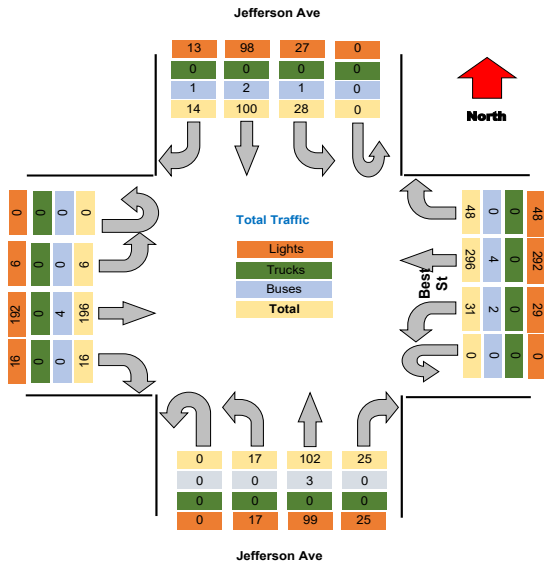 Jefferson Ave
13 98 27 0
0 0 0 0
1 2 1 0
14 100 28 0
North
0 0 0 0
6 0 0 6
192 0 4 196
16 0 0 16
Total Traffic
Lights
Trucks
Buses
Total
Best
St
48 0 0 48
296 4 0 292
31 2 0 29
0 0 0 0
0 17 102 25
0 0 3 0
0 0 0 0
0 17 99 25
Jefferson Ave